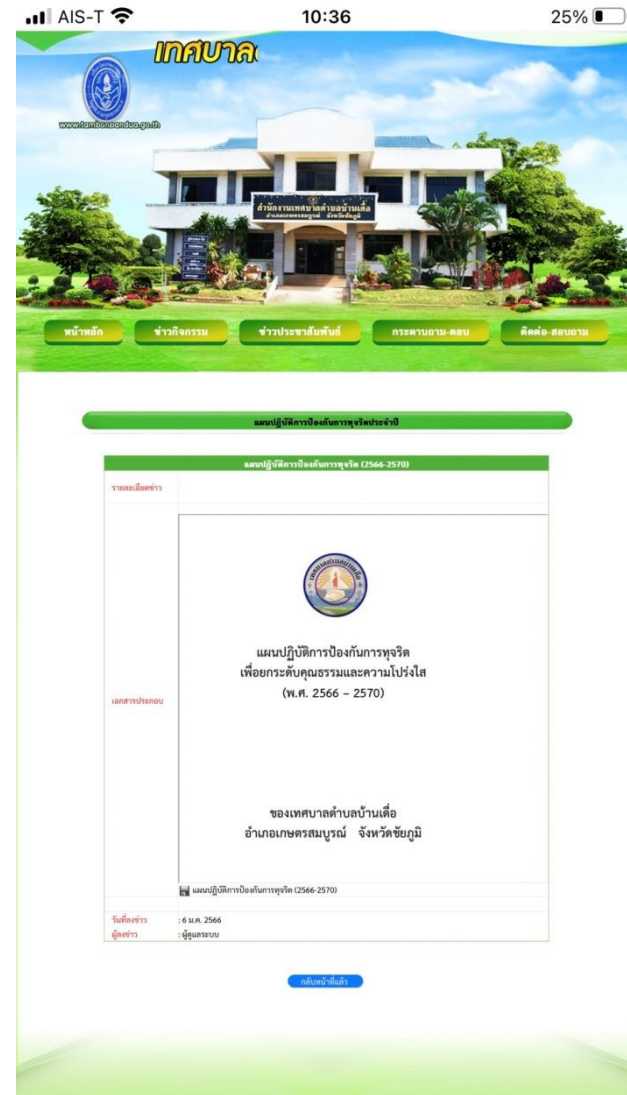 AIS-T 10:36 25%
เทศบาล
www.tambonbandua.go.th
สำนักงานเทศบาลตำบลบ้านเดื่อ
อำเภอเกษตรสมบูรณ์ จังหวัดชัยภูมิ
หน้าหลัก ข่าวกิจกรรม ข่าวประชาสัมพันธ์ กระดานถาม-ตอบ ติดต่อ-สอบถาม
แผนปฏิบัติการป้องกันการทุจริตประจำปี
แผนปฏิบัติการป้องกันการทุจริต (2566-2570)
รายละเอียดข่าว
แผนปฏิบัติการป้องกันการทุจริต
เพื่อยกระดับคุณธรรมและความโปร่งใส
(พ.ศ. 2566 – 2570)
เอกสารประกอบ
ของเทศบาลตำบลบ้านเดื่อ
อำเภอเกษตรสมบูรณ์ จังหวัดชัยภูมิ
แผนปฏิบัติการป้องกันการทุจริต (2566-2570)
วันที่ลงข่าว : 6 ม.ค. 2566
ผู้ลงข่าว : ผู้ดูแลระบบ
กลับหน้าที่แล้ว